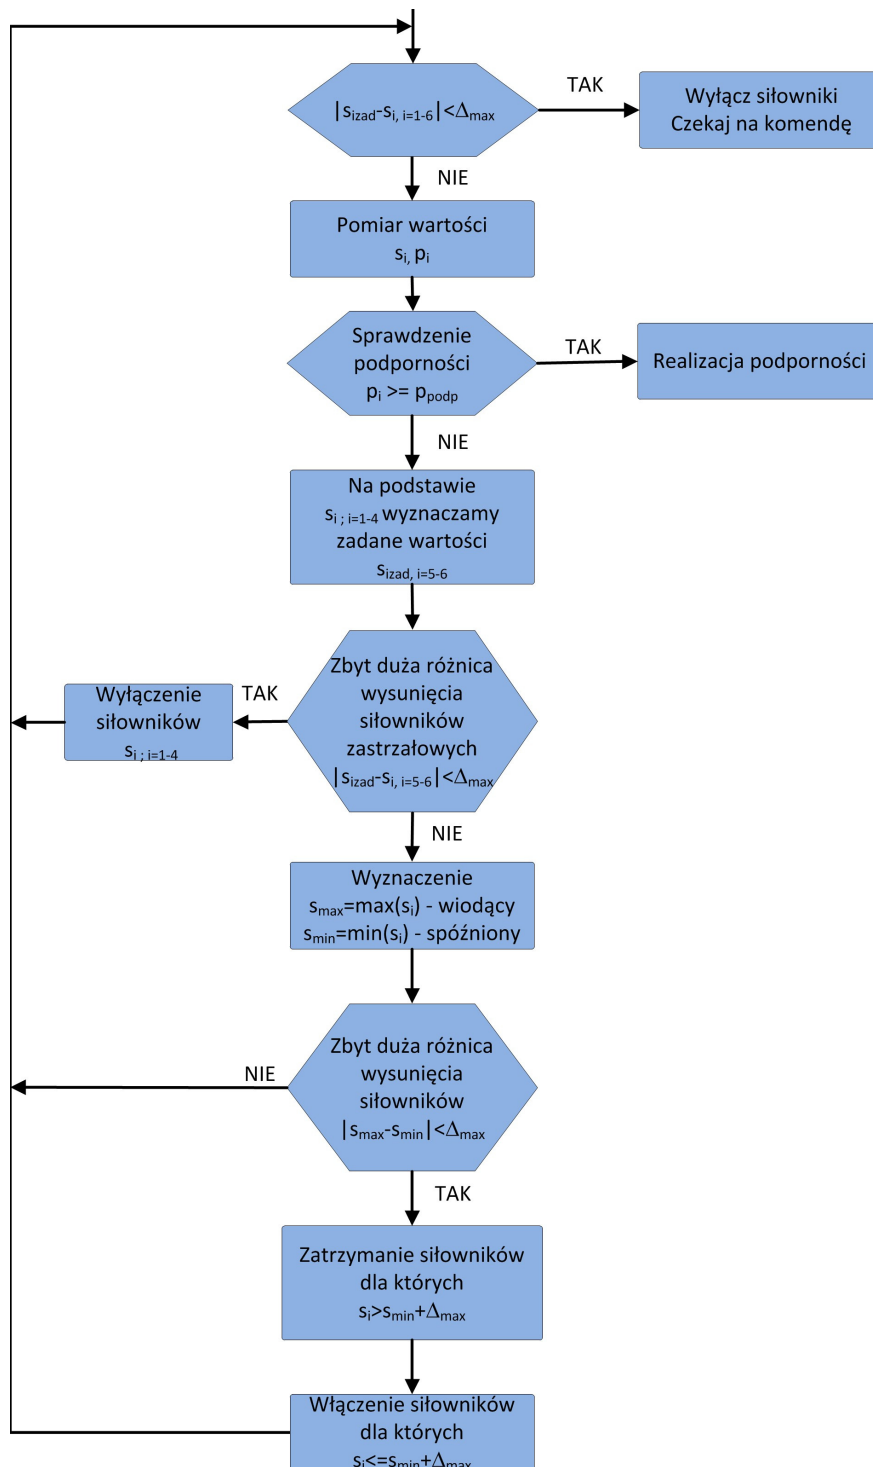 |sizad-si, i=1-6|<Δmax
TAK
Wyłącz siłowniki
Czekaj na komendę
NIE
Pomiar wartości
si, pi
Sprawdzenie
podporności
pi >= ppodp
TAK
Realizacja podporności
NIE
Na podstawie
si ; i=1-4 wyznaczamy
zadane wartości
sizad, i=5-6
Zbyt duża różnica
wysunięcia
siłowników
zastrzałowych
|sizad-si, i=5-6|<Δmax
TAK
Wyłączenie
siłowników
si ; i=1-4
NIE
Wyznaczenie
smax=max(si) - wiodący
smin=min(si) - spóźniony
Zbyt duża różnica
wysunięcia
siłowników
|smax-smin|<Δmax
NIE
TAK
Zatrzymanie siłowników
dla których
si>smin+Δmax
Włączenie siłowników
dla których
si<=smin+Δmax